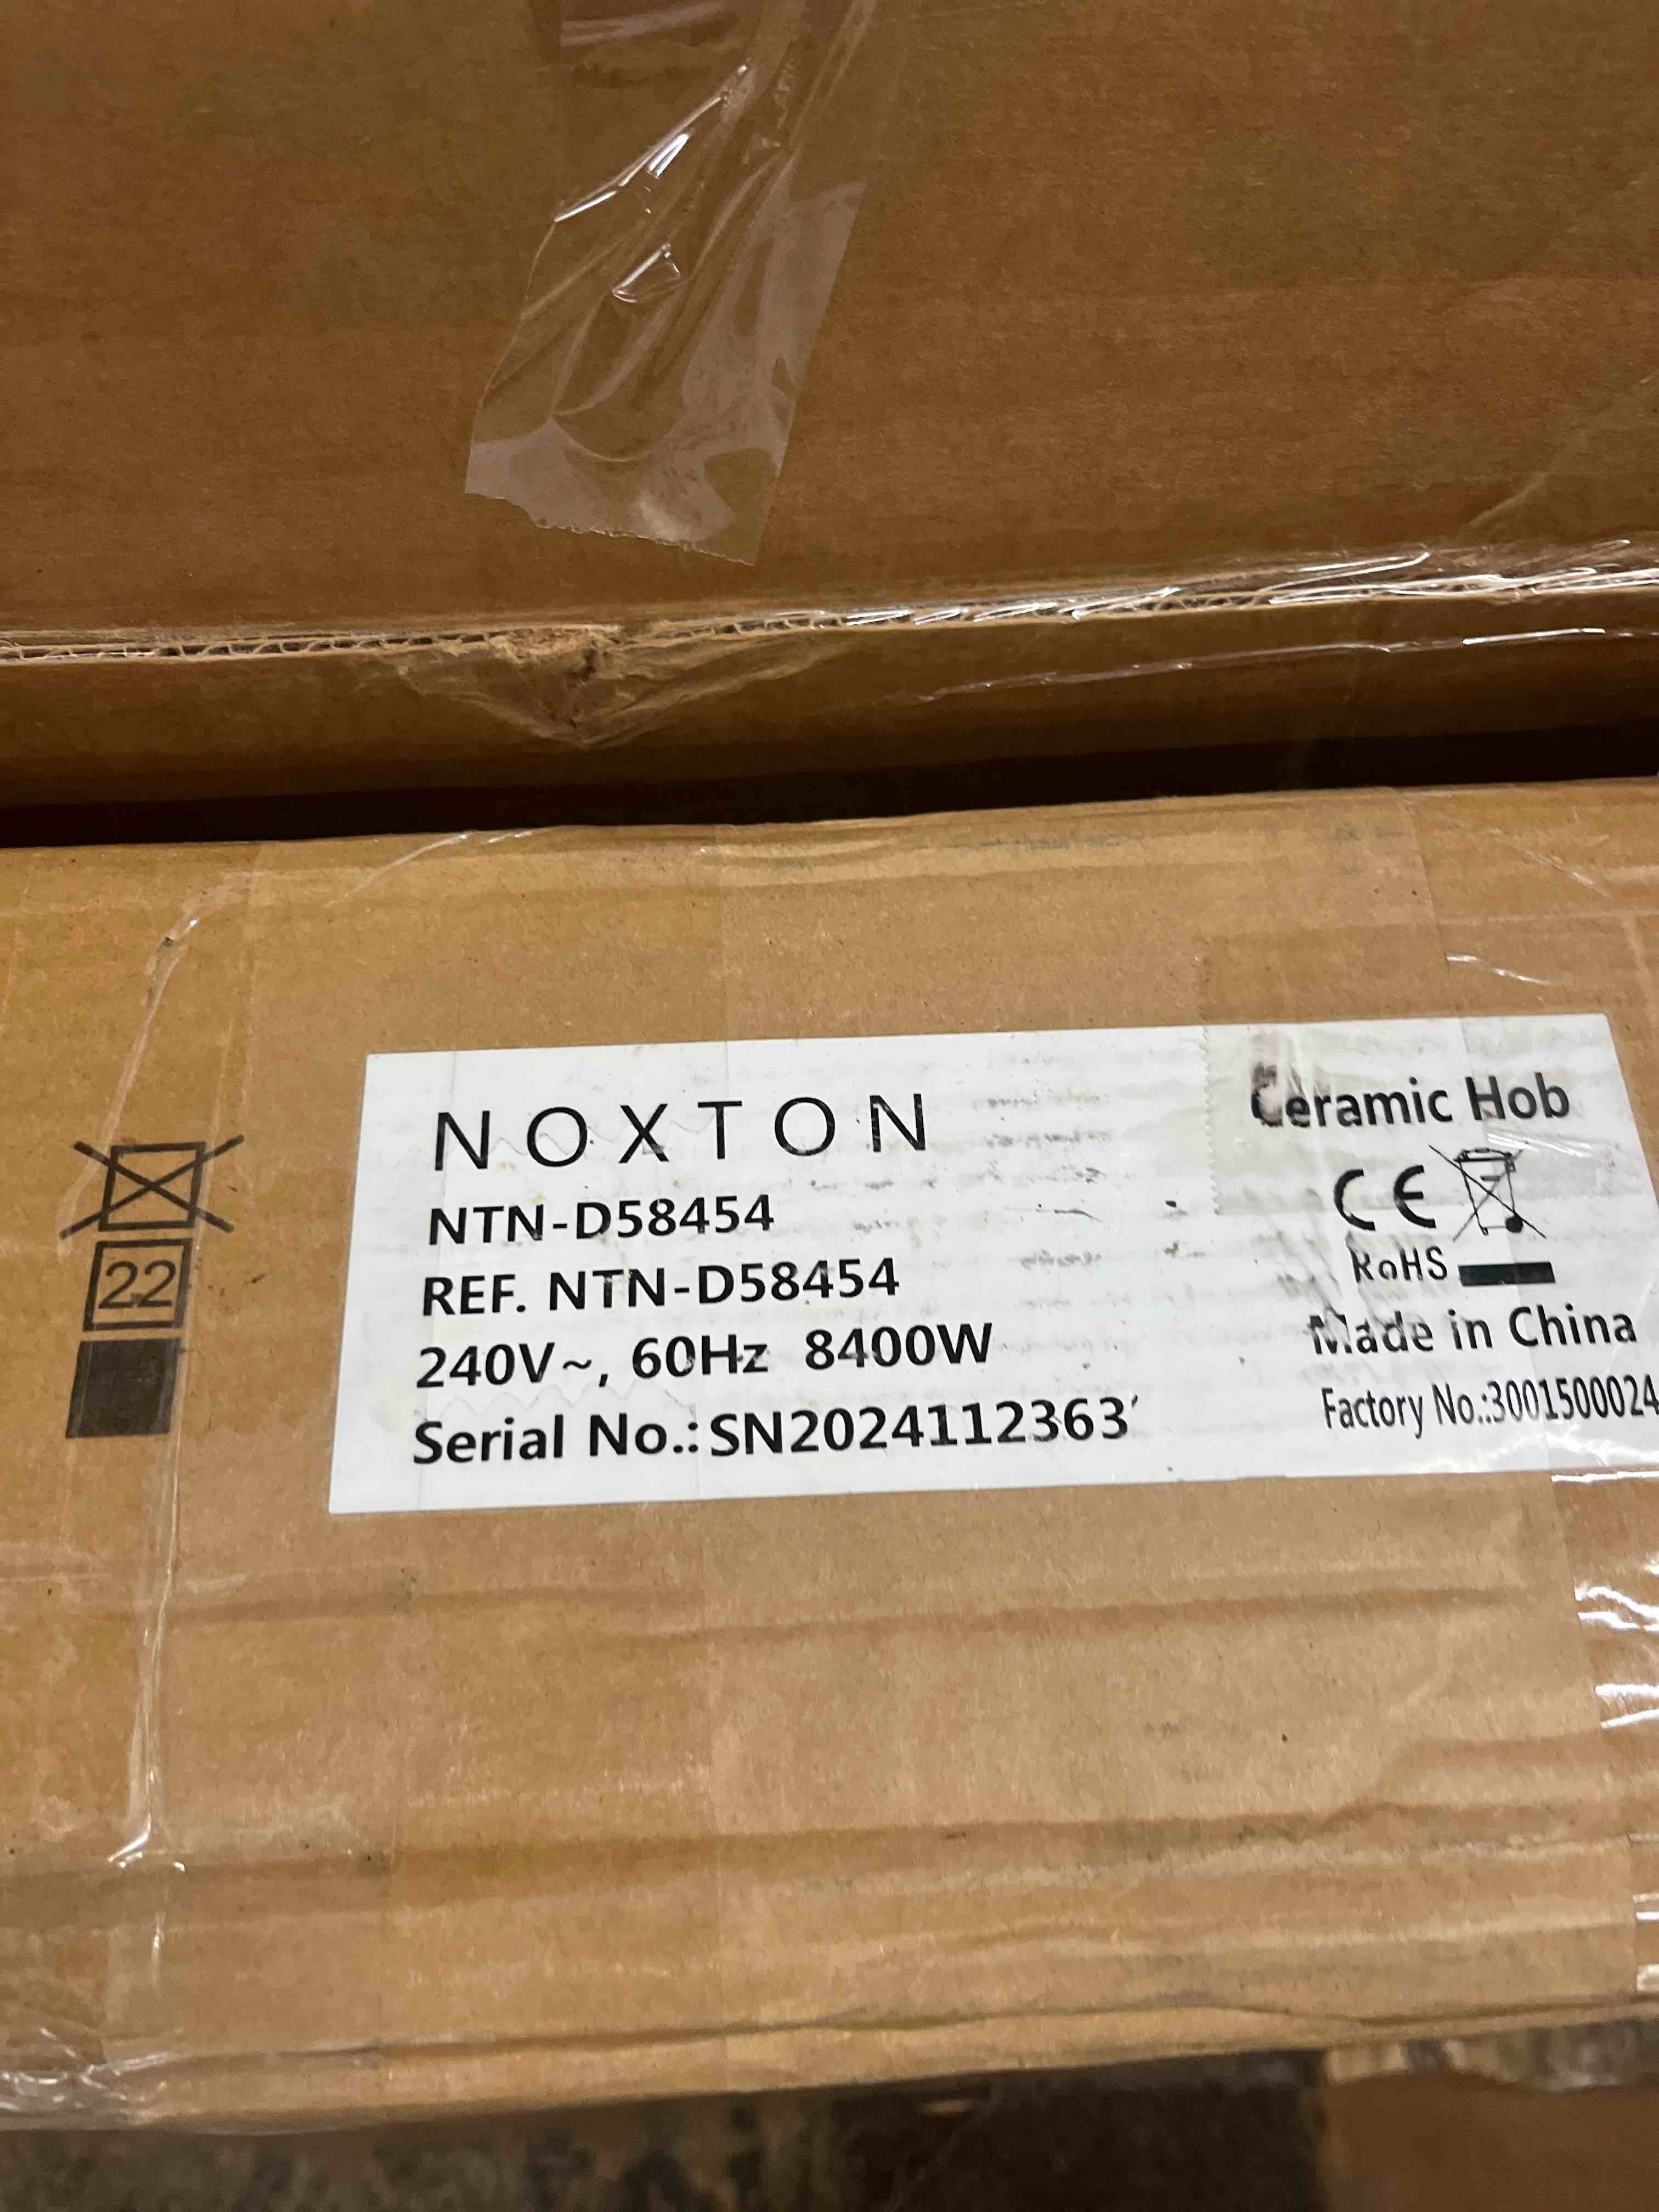 NOXTON
NTN-D58454
REF. NTN-D58454
240V~, 60Hz 8400W
Serial No.: SN2024112363
Ceramic Hob
CE
RoHS
Made in China
Factory No.:3001500024
22